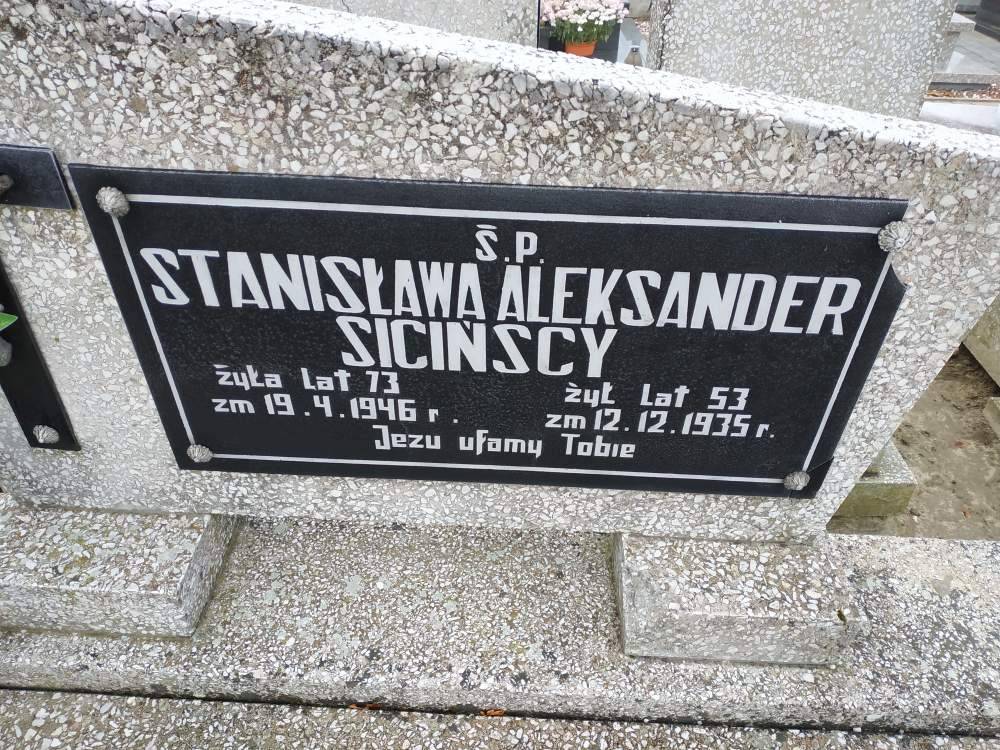 Ś.P.
STANISŁAWA ALEKSANDER
SICIŃSCY
żyła lat 73
zm 19.4.1946 r.
żył lat 53
zm 12.12.1935 r.
Jezu ufamy Tobie